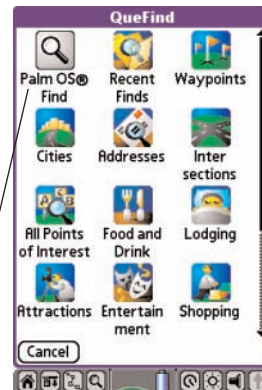 QueFind
Palm OS® Recent Waypoints
Find Finds
Cities Addresses Inter
sections
All Points Food and Lodging
of Interest Drink
Attractions Entertain Shopping
ment
Cancel